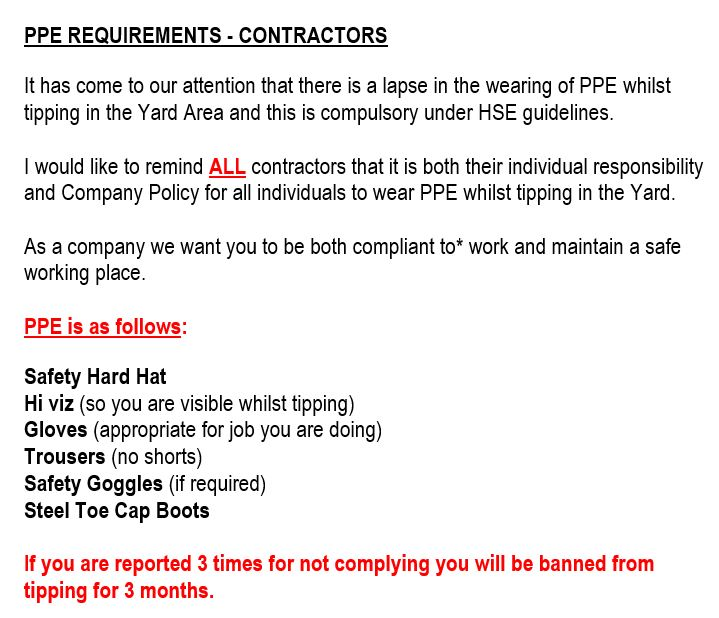 PPE REQUIREMENTS - CONTRACTORS
It has come to our attention that there is a lapse in the wearing of PPE whilst
tipping in the Yard Area and this is compulsory under HSE guidelines.
I would like to remind ALL contractors that it is both their individual responsibility
and Company Policy for all individuals to wear PPE whilst tipping in the Yard.
As a company we want you to be both compliant to* work and maintain a safe
working place.
PPE is as follows:
Safety Hard Hat
Hi viz (so you are visible whilst tipping)
Gloves (appropriate for job you are doing)
Trousers (no shorts)
Safety Goggles (if required)
Steel Toe Cap Boots
If you are reported 3 times for not complying you will be banned from
tipping for 3 months.